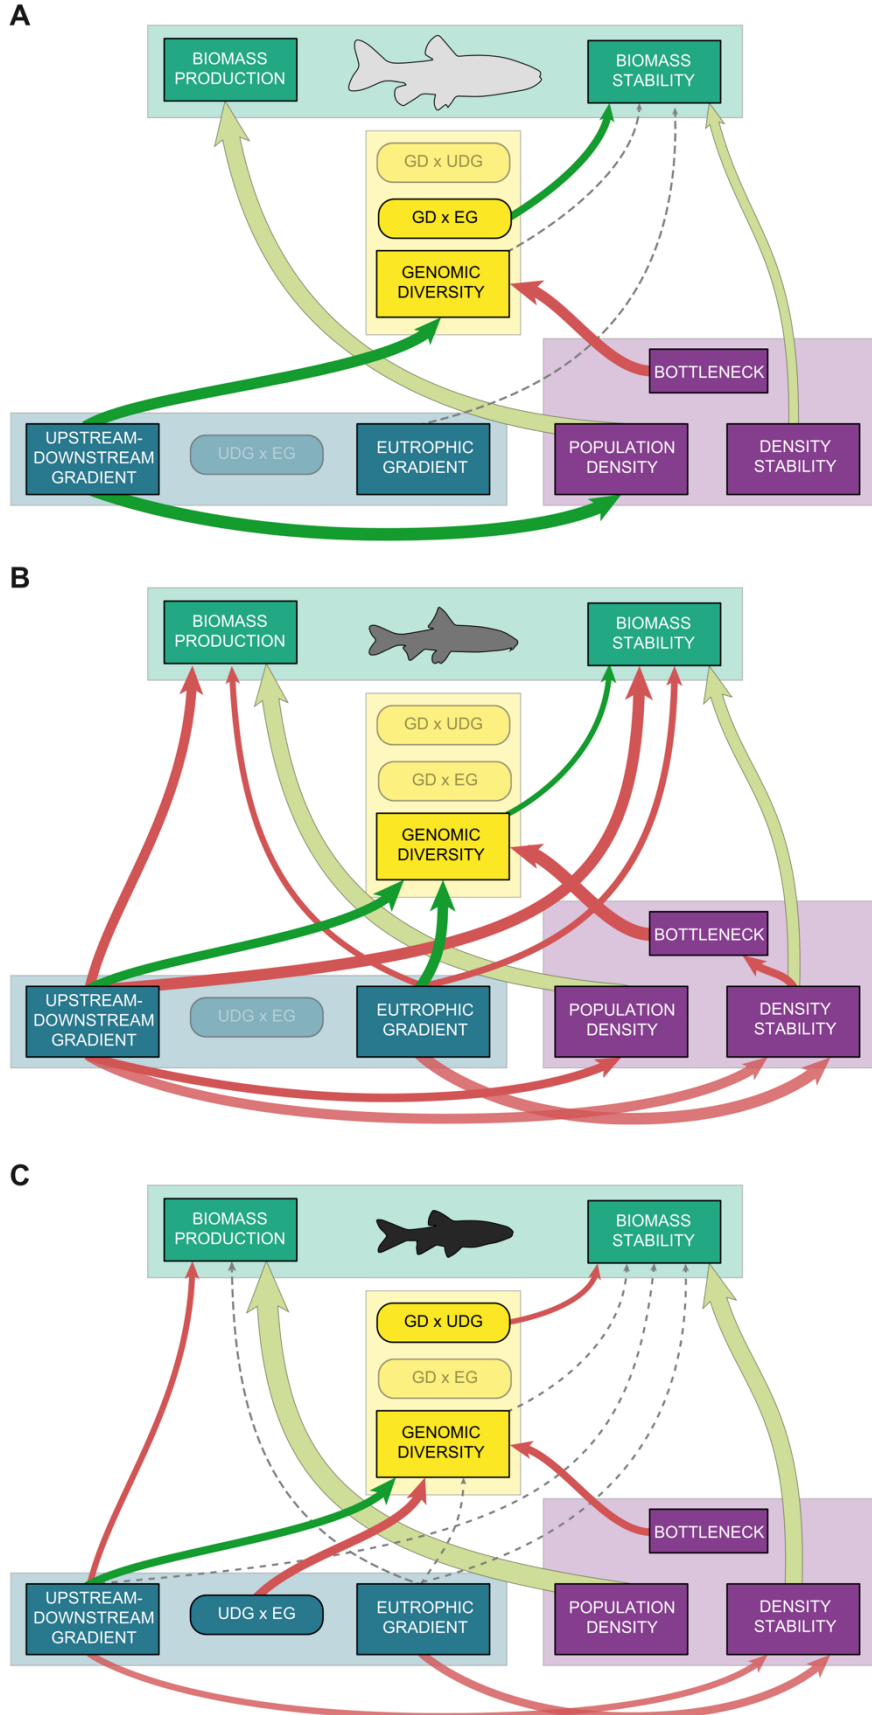 A
BIOMASS
PRODUCTION
BIOMASS
STABILITY
GD x UDG
GD x EG
GENOMIC
DIVERSITY
BOTTLENECK
UPSTREAM-
DOWNSTREAM
GRADIENT
UDG x EG
EUTROPHIC
GRADIENT
POPULATION
DENSITY
DENSITY
STABILITY
B
BIOMASS
PRODUCTION
BIOMASS
STABILITY
GD x UDG
GD x EG
GENOMIC
DIVERSITY
BOTTLENECK
UPSTREAM-
DOWNSTREAM
GRADIENT
UDG x EG
EUTROPHIC
GRADIENT
POPULATION
DENSITY
DENSITY
STABILITY
C
BIOMASS
PRODUCTION
BIOMASS
STABILITY
GD x UDG
GD x EG
GENOMIC
DIVERSITY
BOTTLENECK
UPSTREAM-
DOWNSTREAM
GRADIENT
UDG x EG
EUTROPHIC
GRADIENT
POPULATION
DENSITY
DENSITY
STABILITY